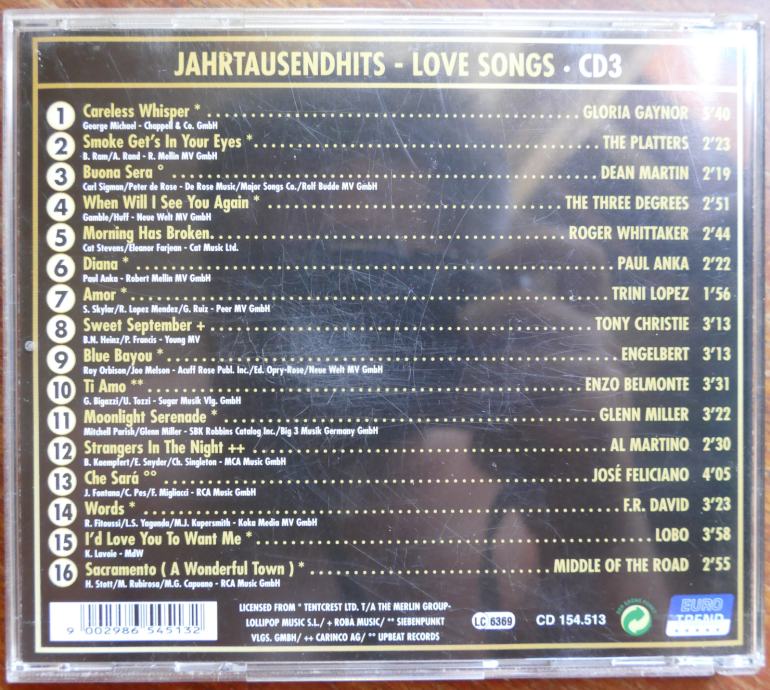 JAHRTAUSENDHITS - LOVE SONGS · CD3
1 Careless Whisper * GLORIA GAYNOR 5'40
George Michael - Chappell & Co. GmbH
2 Smoke Get's In Your Eyes * THE PLATTERS 2'23
B. Ram/A. Rand - R. Mellin MV GmbH
3 Buona Sera ° DEAN MARTIN 2'19
Carl Sigman/Peter de Rose - De Rose Music/Major Songs Co./Rolf Budde MV GmbH
4 When Will I See You Again * THE THREE DEGREES 2'51
Gamble/Huff - Neue Welt MV GmbH
5 Morning Has Broken. ROGER WHITTAKER 2'44
Cat Stevens/Eleanor Farjean - Cat Music Ltd.
6 Diana * PAUL ANKA 2'22
Paul Anka - Robert Mellin MV GmbH
7 Amor * TRINI LOPEZ 1'56
S. Skylar/R. Lopez Mendez/G. Ruiz - Peer MV GmbH
8 Sweet September + TONY CHRISTIE 3'13
B.N. Heinz/P. Francis - Young MV
9 Blue Bayou * ENGELBERT 3'13
Roy Orbison/Joe Melson - Acuff Rose Publ. Inc./Ed. Opry-Rose/Neue Welt MV GmbH
10 Ti Amo ** ENZO BELMONTE 3'31
G. Bigazzi/U. Tozzi - Sugar Musik Vlg. GmbH
11 Moonlight Serenade * GLENN MILLER 3'22
Mitchell Parish/Glenn Miller - SBK Robbins Catalog Inc./Big 3 Musik Germany GmbH
12 Strangers In The Night ++ AL MARTINO 2'30
B. Kaempfert/E. Snyder/Ch. Singleton - MCA Music GmbH
13 Che Sará °° JOSÉ FELICIANO 4'05
J. Fontana/C. Pes/F. Migliacci - RCA Music GmbH
14 Words * F.R. DAVID 3'23
R. Fitoussi/L.S. Yagunda/M.J. Kupersmith - Koka Media MV GmbH
15 I'd Love You To Want Me * LOBO 3'58
K. Lavoie - MdW
16 Sacramento ( A Wonderful Town ) * MIDDLE OF THE ROAD 2'55
H. Stott/M. Rubirosa/M.G. Capuano - RCA Music GmbH
9 002986 545132
LICENSED FROM * TENTCREST LTD. T/A THE MERLIN GROUP-
LOLLIPOP MUSIC S.L./ + ROBA MUSIC/ ** SIEBENPUNKT
VLGS. GMBH/ ++ CARINCO AG/ °° UPBEAT RECORDS
LC 6369
CD 154.513
DER GRÜNE PUNKT
EURO
TREND